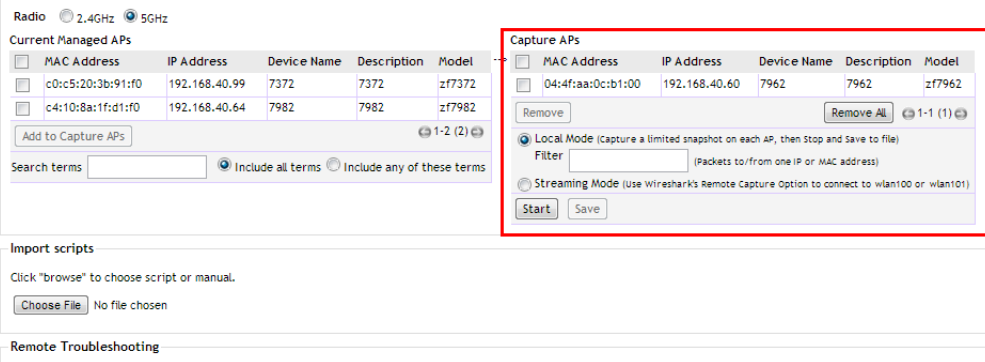 Radio 2.4GHz 5GHz
Current Managed APs
MAC Address IP Address Device Name Description Model
c0:c5:20:3b:91:f0 192.168.40.99 7372 7372 zf7372
c4:10:8a:1f:d1:f0 192.168.40.64 7982 7982 zf7982
Add to Capture APs 1-2 (2)
Search terms Include all terms Include any of these terms
-->
Capture APs
MAC Address IP Address Device Name Description Model
04:4f:aa:0c:b1:00 192.168.40.60 7962 7962 zf7962
Remove Remove All 1-1 (1)
Local Mode (Capture a limited snapshot on each AP, then Stop and Save to file)
Filter (Packets to/from one IP or MAC address)
Streaming Mode (Use Wireshark's Remote Capture Option to connect to wlan100 or wlan101)
Start Save
Import scripts
Click "browse" to choose script or manual.
Choose File No file chosen
Remote Troubleshooting